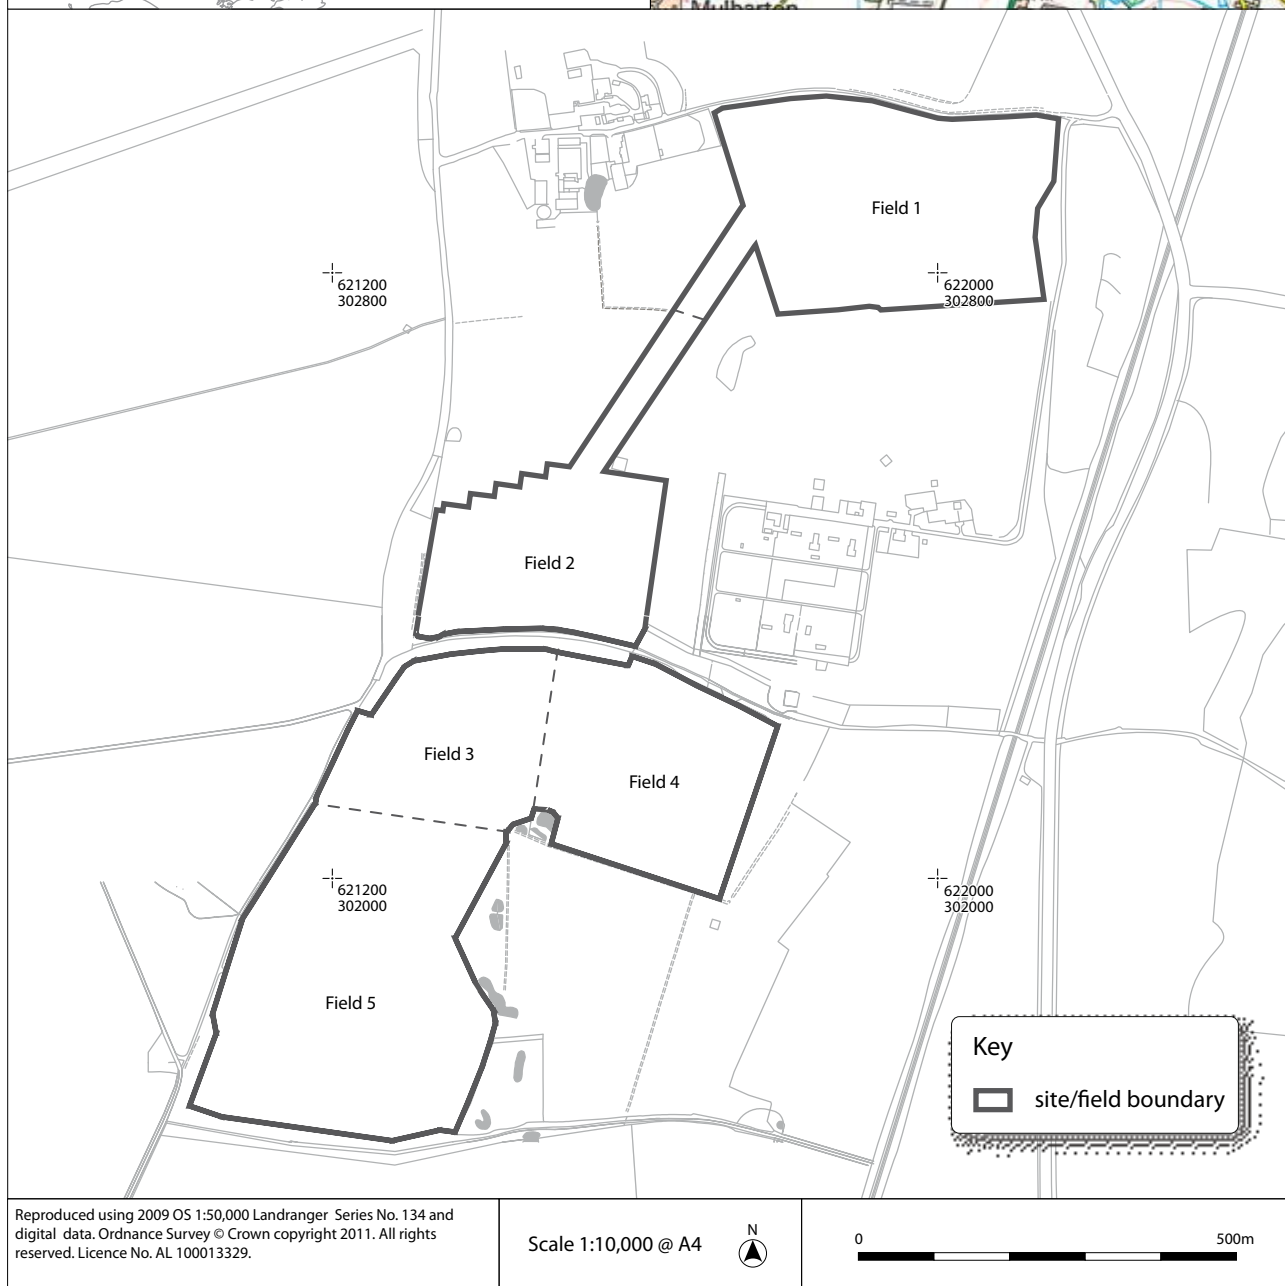 Mulbarton
Field 1
621200
302800
622000
302800
Field 2
Field 3
Field 4
621200
302000
622000
302000
Field 5
Key
site/field boundary
Reproduced using 2009 OS 1:50,000 Landranger Series No. 134 and
digital data. Ordnance Survey © Crown copyright 2011. All rights
reserved. Licence No. AL 100013329.
Scale 1:10,000 @ A4
N
0
500m